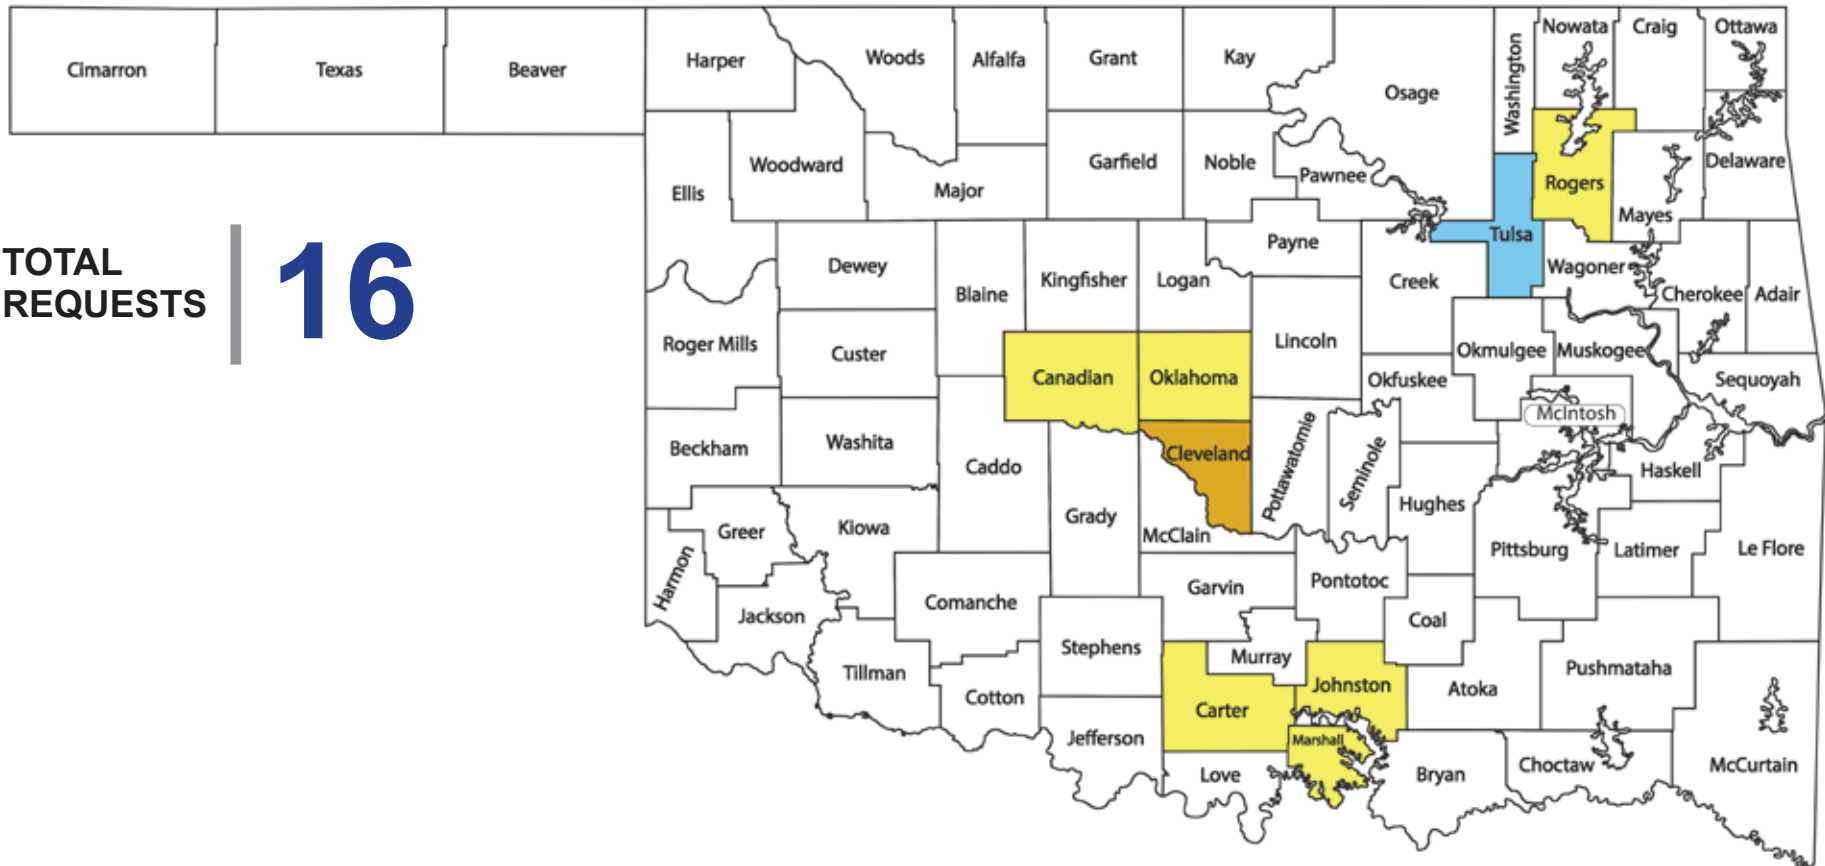 Cimarron
Texas
Beaver
Harper
Woods
Alfalfa
Grant
Kay
Osage
Washington
Nowata
Craig
Ottawa
Ellis
Woodward
Major
Garfield
Noble
Pawnee
Rogers
Mayes
Delaware
TOTAL
REQUESTS
16
Dewey
Blaine
Kingfisher
Logan
Payne
Creek
Tulsa
Wagoner
Cherokee
Adair
Roger Mills
Custer
Canadian
Oklahoma
Lincoln
Okfuskee
Okmulgee
Muskogee
Sequoyah
McIntosh
Beckham
Washita
Caddo
Cleveland
Pottawatomie
Seminole
Hughes
Haskell
Greer
Kiowa
Grady
McClain
Pittsburg
Latimer
Le Flore
Harmon
Jackson
Comanche
Garvin
Pontotoc
Coal
Tillman
Cotton
Stephens
Murray
Johnston
Atoka
Pushmataha
Carter
Marshall
Jefferson
Love
Bryan
Choctaw
McCurtain